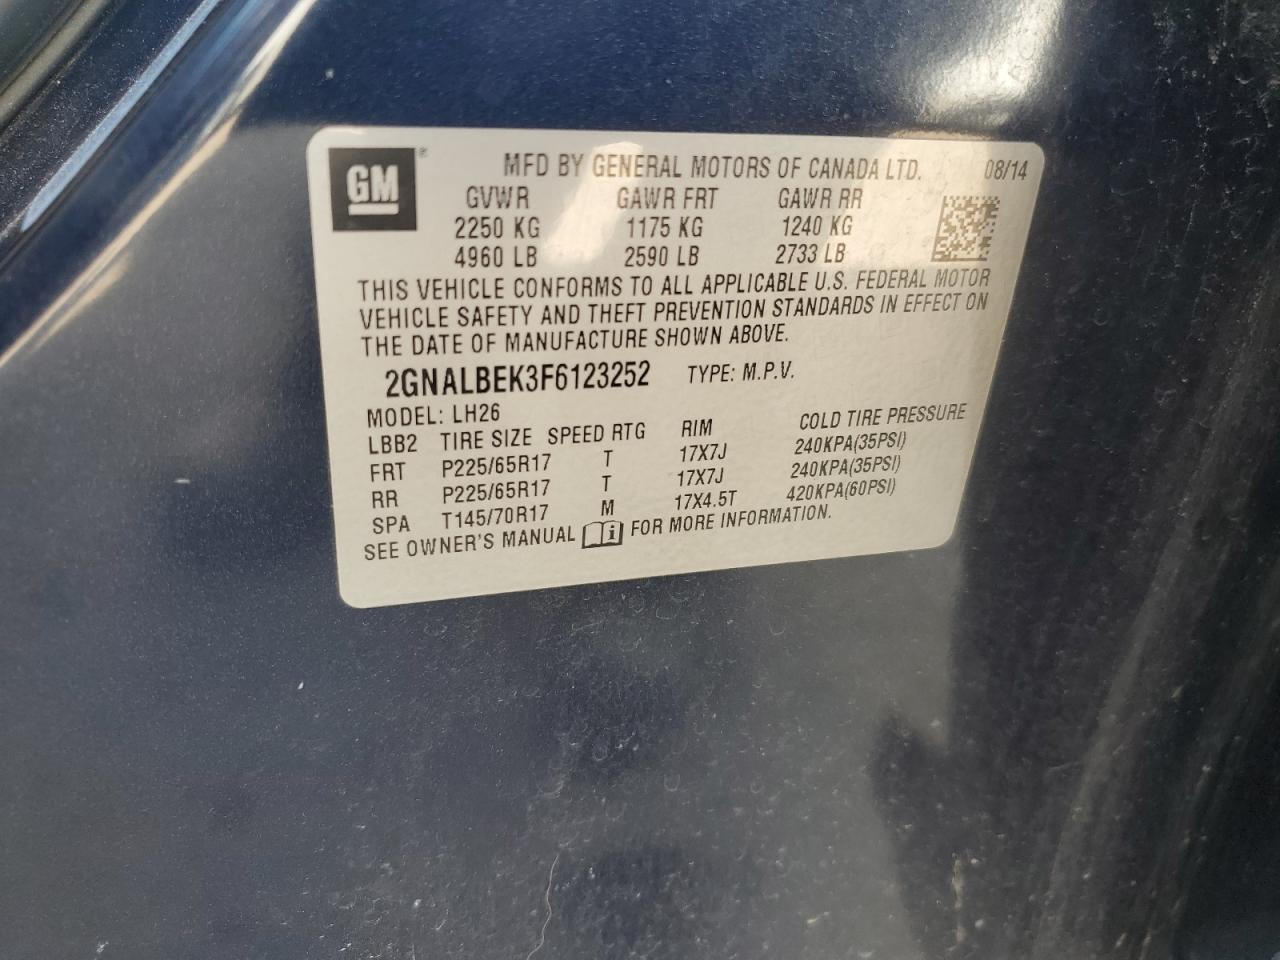 GM® MFD BY GENERAL MOTORS OF CANADA LTD. 08/14
GVWR GAWR FRT GAWR RR
2250 KG 1175 KG 1240 KG
4960 LB 2590 LB 2733 LB
THIS VEHICLE CONFORMS TO ALL APPLICABLE U.S. FEDERAL MOTOR
VEHICLE SAFETY AND THEFT PREVENTION STANDARDS IN EFFECT ON
THE DATE OF MANUFACTURE SHOWN ABOVE.
2GNALBEK3F6123252 TYPE: M.P.V.
MODEL: LH26
LBB2 TIRE SIZE SPEED RTG RIM COLD TIRE PRESSURE
FRT P225/65R17 T 17X7J 240KPA(35PSI)
RR P225/65R17 T 17X7J 240KPA(35PSI)
SPA T145/70R17 M 17X4.5T 420KPA(60PSI)
SEE OWNER'S MANUAL i FOR MORE INFORMATION.